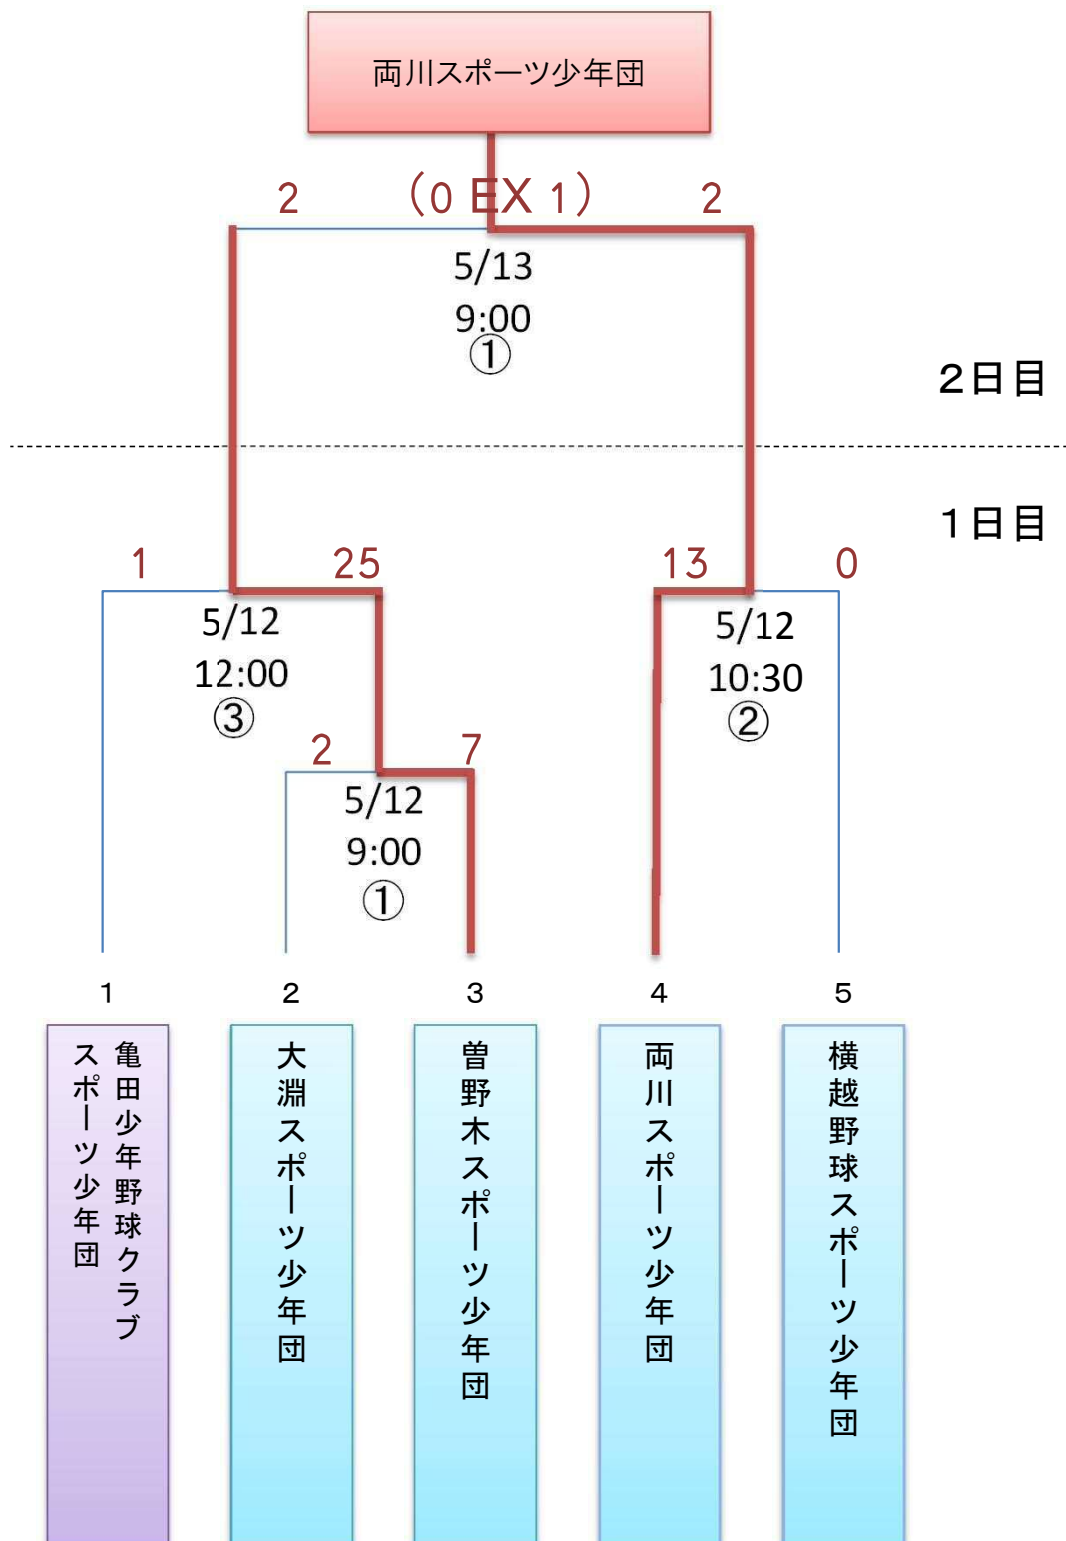 両川スポーツ少年団
2 (0 EX 1) 2
5/13
9:00
①
2日目
1日目
1 25 13 0
5/12
12:00
③
5/12
10:30
②
2 7
5/12
9:00
①
1 2 3 4 5
亀田少年野球クラブ
スポーツ少年団
大淵スポーツ少年団
曽野木スポーツ少年団
両川スポーツ少年団
横越野球スポーツ少年団